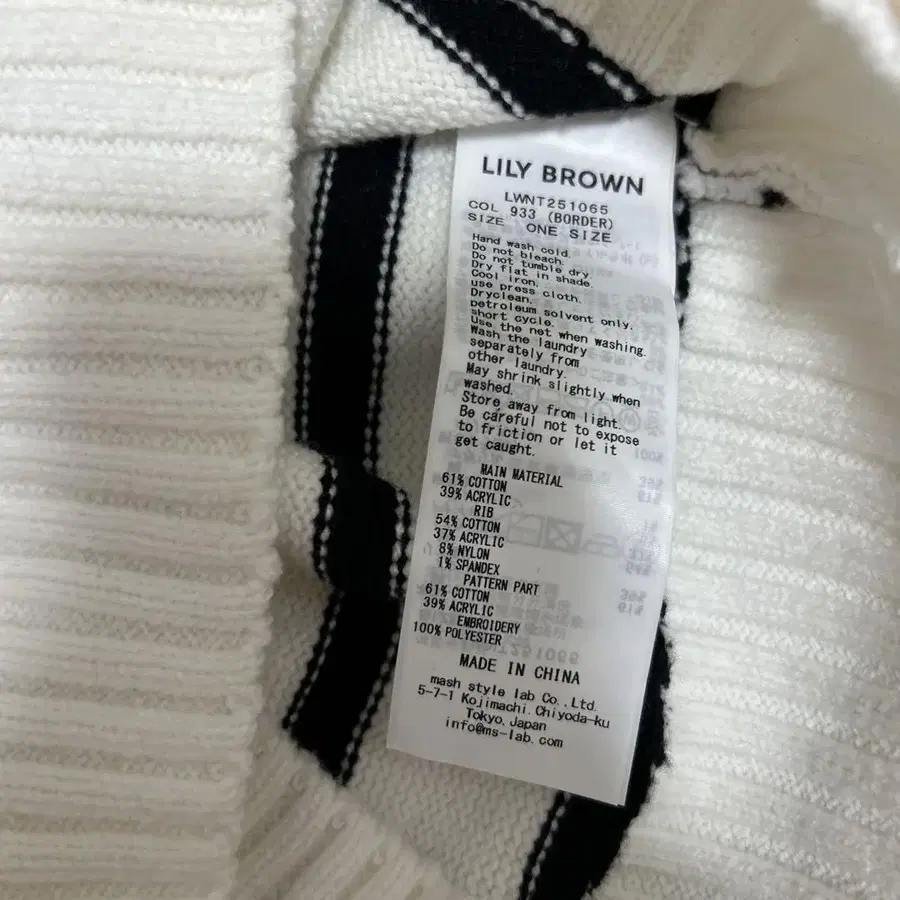 LILY BROWN
LWNT251065
COL 933 (BORDER)
SIZE ONE SIZE
Hand wash cold.
Do not bleach.
Do not tumble dry.
Dry flat in shade.
Cool iron.
use press cloth.
Dryclean.
petroleum solvent only.
short cycle.
Use the net when washing.
Wash the laundry
separately from
other laundry.
May shrink slightly when
washed.
Store away from light.
Be careful not to expose
to friction or let it
get caught.
MAIN MATERIAL
61% COTTON
39% ACRYLIC
RIB
54% COTTON
37% ACRYLIC
8% NYLON
1% SPANDEX
PATTERN PART
61% COTTON
39% ACRYLIC
EMBROIDERY
100% POLYESTER
MADE IN CHINA
mash style lab Co.,Ltd.
5-7-1 Kojimachi.Chiyoda-ku
Tokyo.Japan
info@ms-lab.com